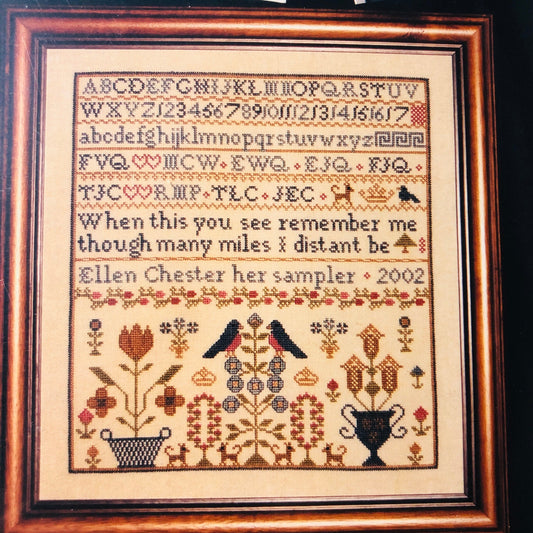 ABCDEFGHIJKLMNOPQRSTUV
WXYZ1234567891011121314151617
abcdefghijklmnopqrstuvwxyz
FVQ MCW EWQ EJQ FJQ
TJC RMP TLC JEC
When this you see remember me
though many miles I distant be
Ellen Chester her sampler 2002